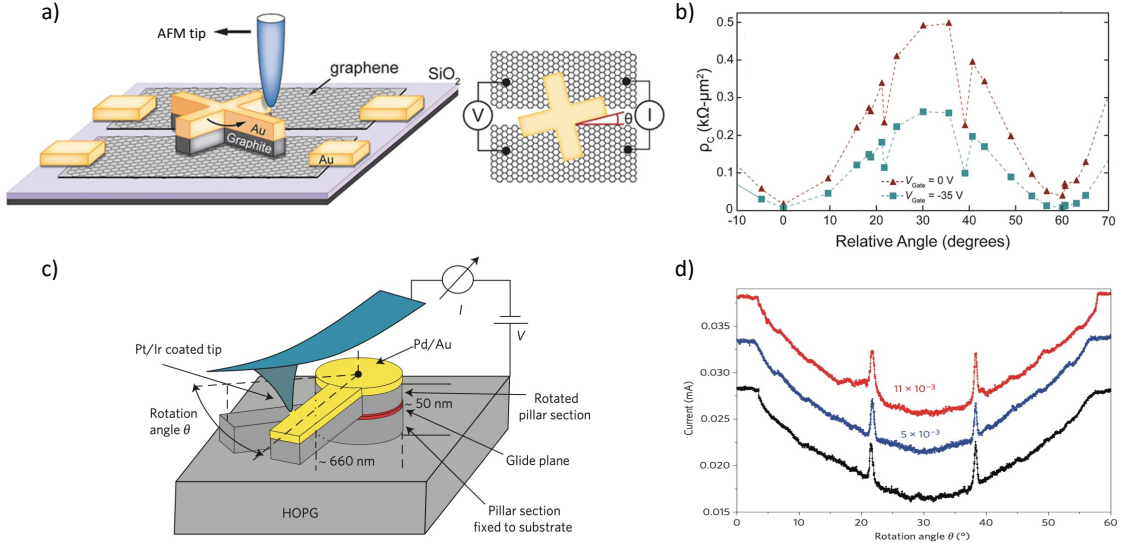 a)
AFM tip
graphene
SiO₂
Au
Graphite
Au
V
θ
I
b)
ρ_C (kΩ-μm²)
0.5
0.4
0.3
0.2
0.1
0
V_Gate = 0 V
V_Gate = -35 V
-10 0 10 20 30 40 50 60 70
Relative Angle (degrees)
c)
I
V
Pd/Au
Pt/Ir coated tip
Rotation
angle θ
~ 50 nm
Rotated
pillar section
~ 660 nm
Glide plane
HOPG
Pillar section
fixed to substrate
d)
Current (mA)
0.035
0.030
0.025
0.020
0.015
11 × 10⁻³
5 × 10⁻³
0 10 20 30 40 50 60
Rotation angle θ (°)